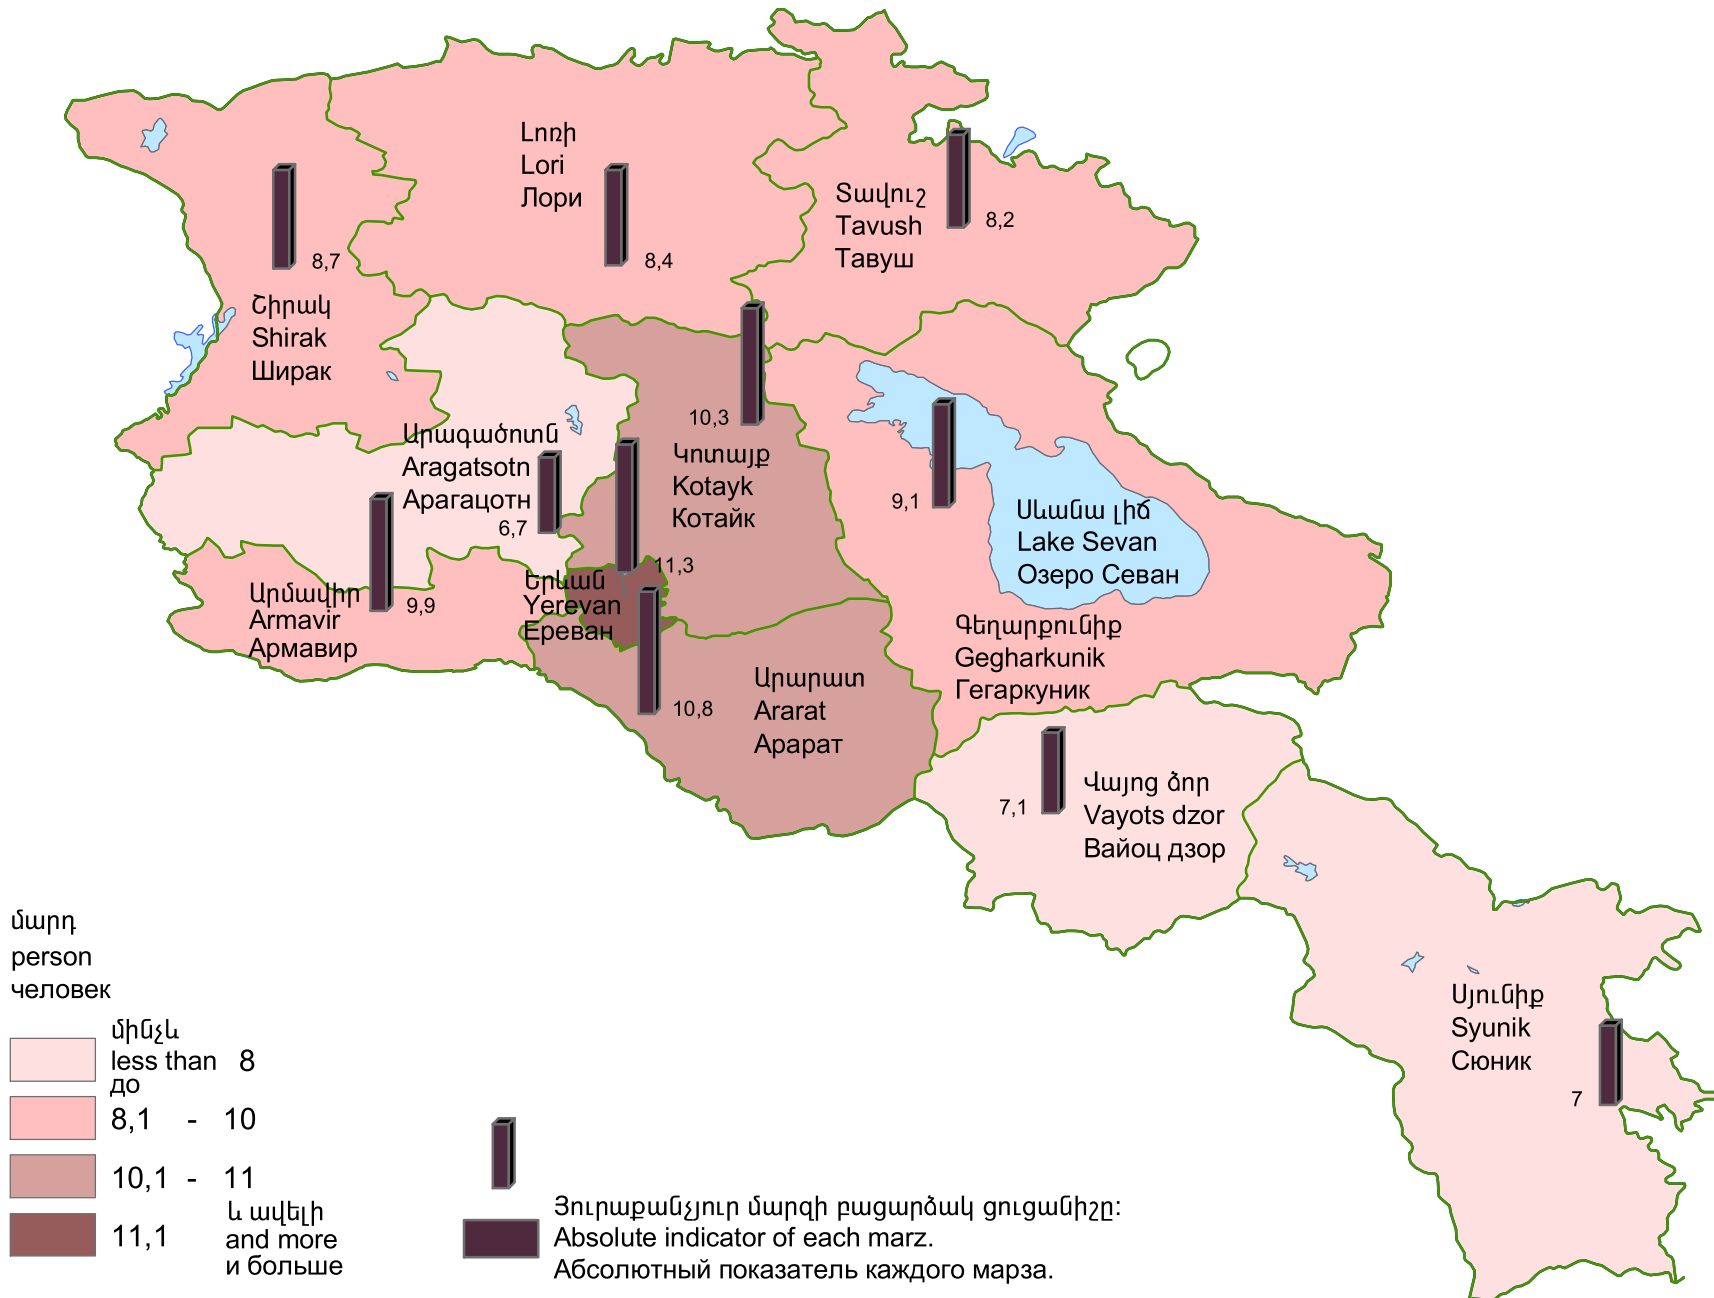 Լոռի
Lori
Лори
8,4
Տավուշ
Tavush
Тавуш
8,2
8,7
Շիրակ
Shirak
Ширак
Արագածոտն
Aragatsotn
Арагацотн
6,7
10,3
Կոտայք
Kotayk
Котайк
9,1
Սևանա լիճ
Lake Sevan
Озеро Севан
Արմավիր
Armavir
Армавир
9,9
Երևան
Yerevan
Ереван
11,3
Գեղարքունիք
Gegharkunik
Гегаркуник
10,8
Արարատ
Ararat
Арарат
7,1
Վայոց ձոր
Vayots dzor
Вайоц дзор
Սյունիք
Syunik
Сюник
7
մարդ
person
человек
մինչև
less than 8
до
8,1 - 10
10,1 - 11
11,1
և ավելի
and more
и больше
Յուրաքանչյուր մարզի բացարձակ ցուցանիշը:
Absolute indicator of each marz.
Абсолютный показатель каждого марза.